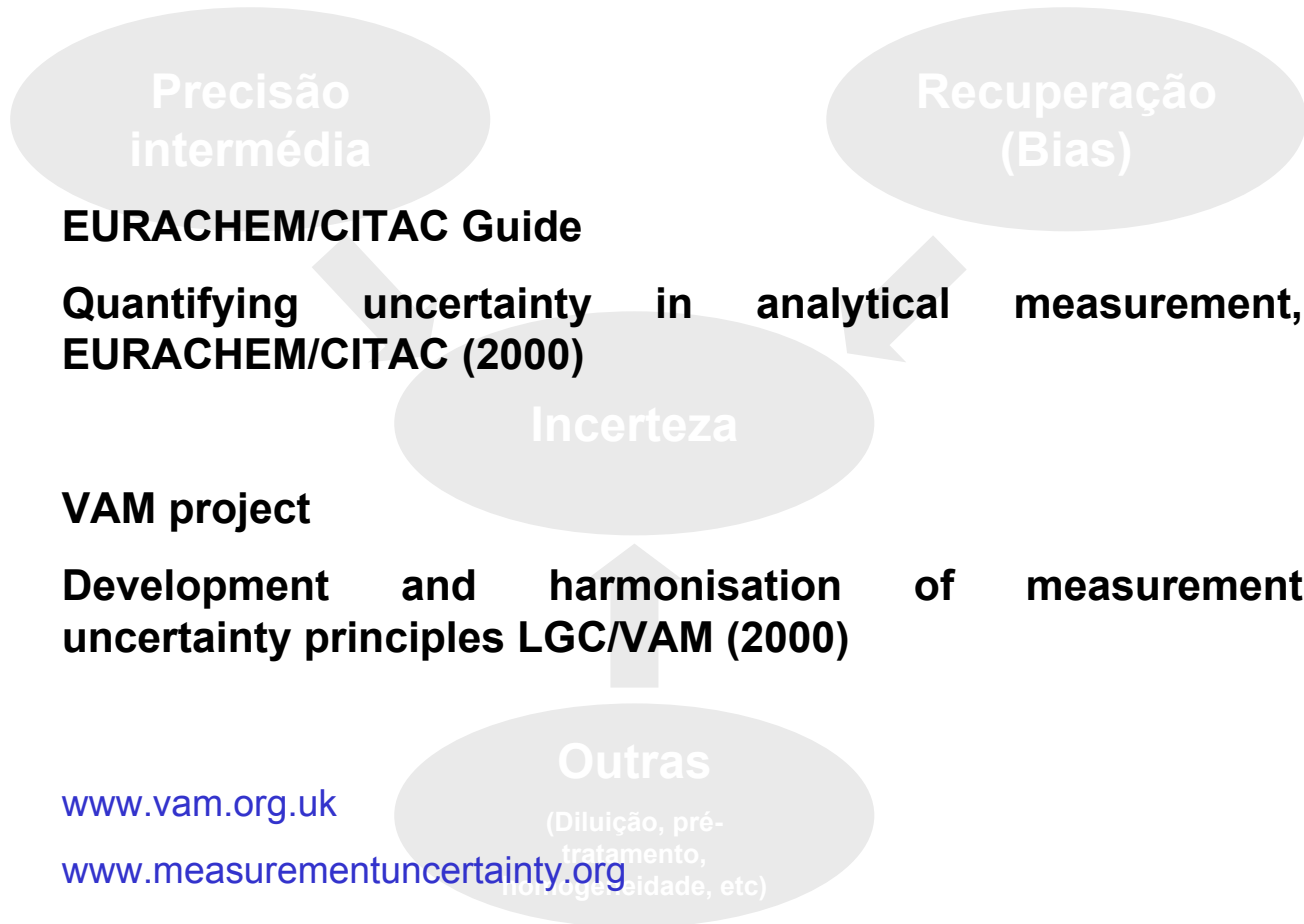 Precisão
intermédia
Recuperação
(Bias)
EURACHEM/CITAC Guide
Quantifying uncertainty in analytical measurement,
EURACHEM/CITAC (2000)
Incerteza
VAM project
Development and harmonisation of measurement
uncertainty principles LGC/VAM (2000)
Outras
(Diluição, pré-
tratamento,
homogeneidade, etc)
www.vam.org.uk
www.measurementuncertainty.org